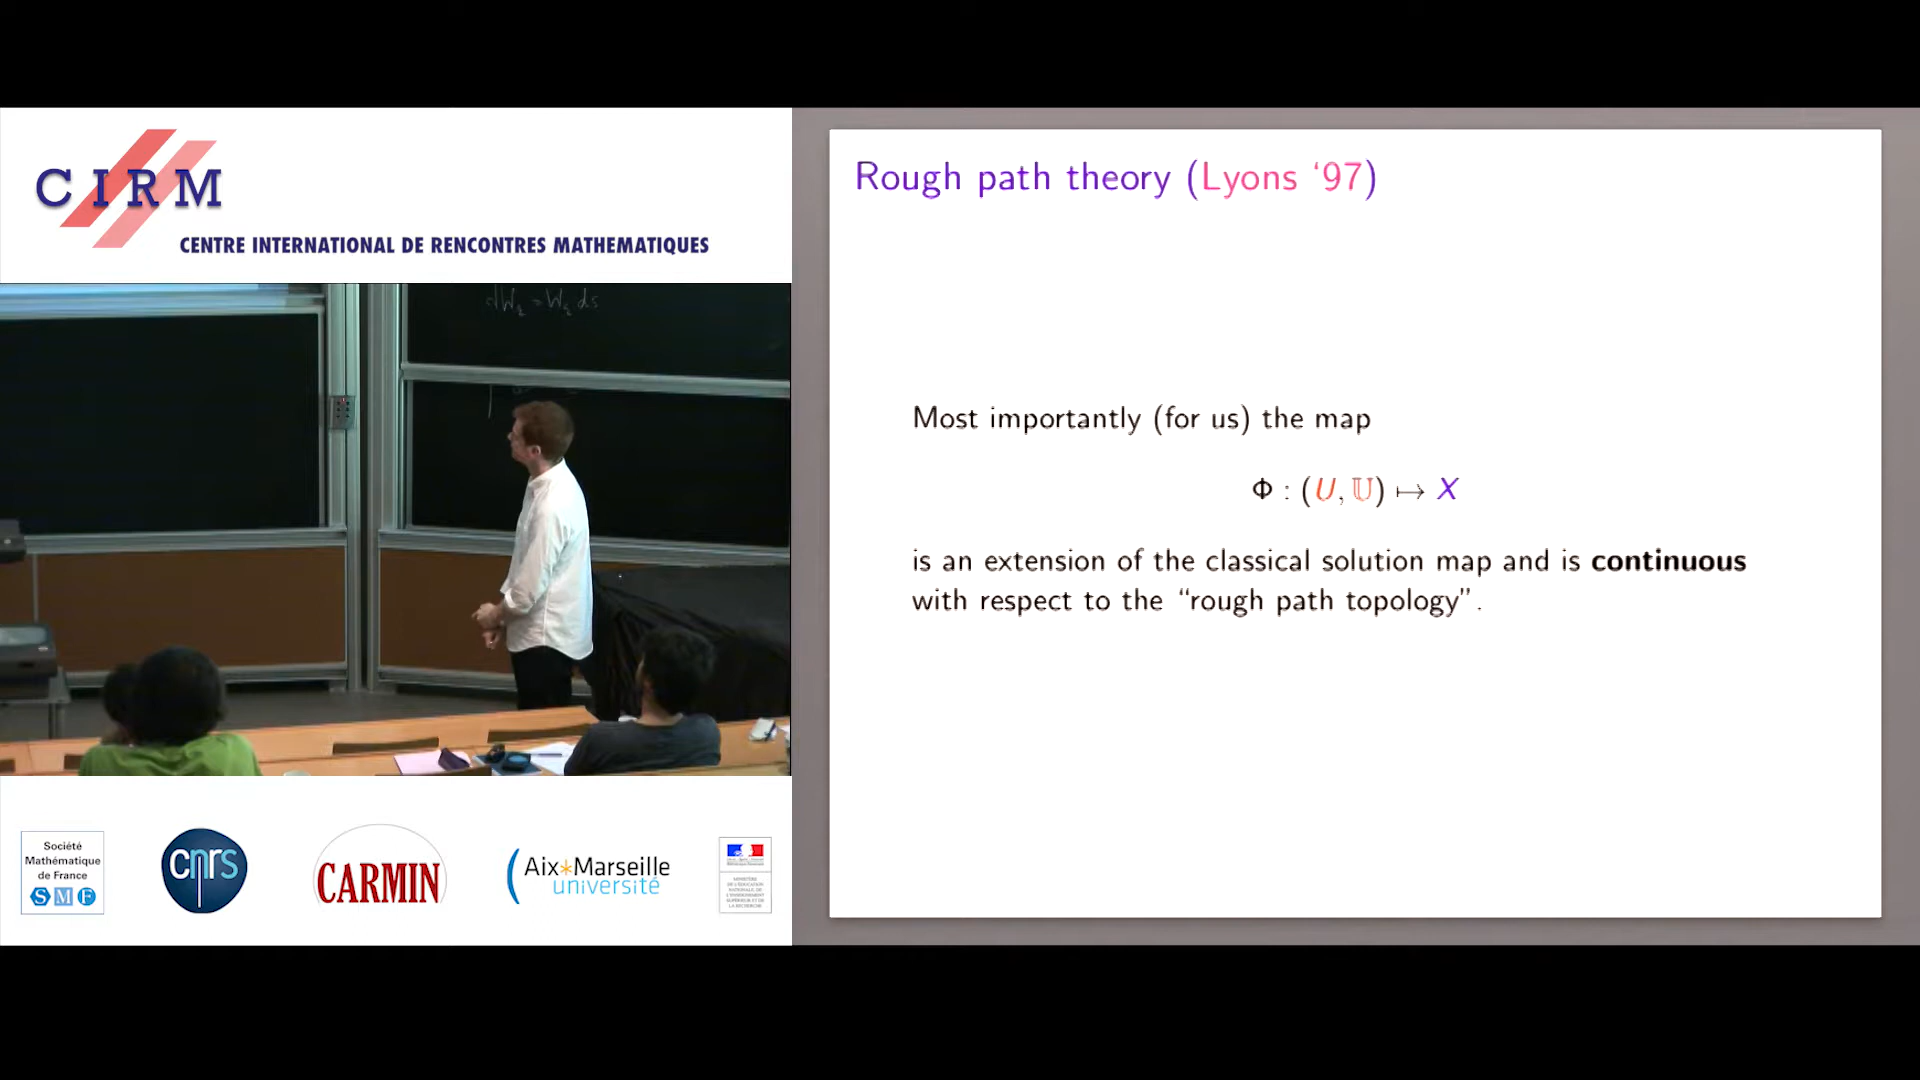 CIRM
CENTRE INTERNATIONAL DE RENCONTRES MATHEMATIQUES
Rough path theory (Lyons ‘97)
Most importantly (for us) the map
Φ : (U, 𝕌) ↦ X
is an extension of the classical solution map and is continuous
with respect to the “rough path topology”.
Société
Mathématique
de France
SMF
cnrs
CARMIN
Aix*Marseille
université